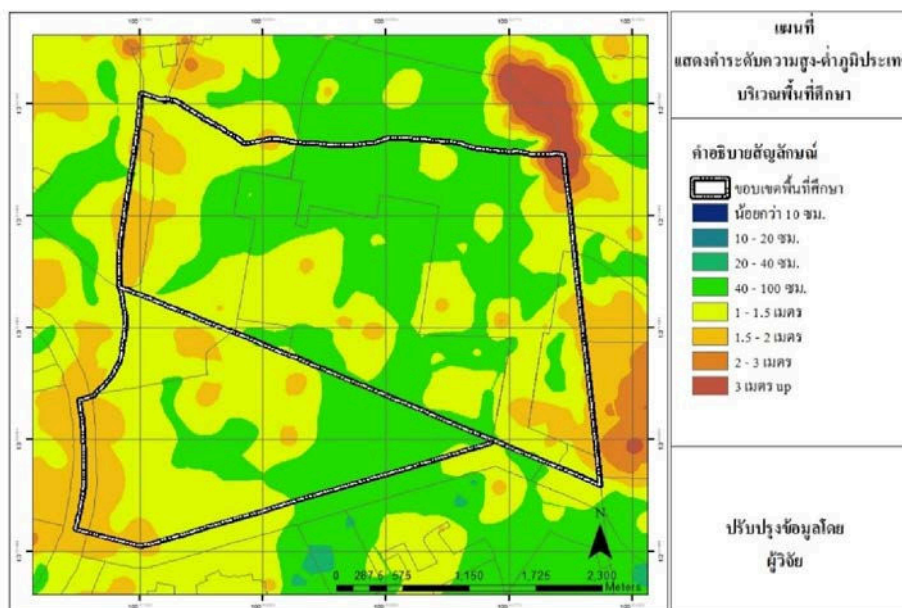 แผนที่
แสดงค่าระดับความสูง-ต่ำภูมิประเทศ
บริเวณพื้นที่ศึกษา
คำอธิบายสัญลักษณ์
ขอบเขตพื้นที่ศึกษา
น้อยกว่า 10 ซม.
10 - 20 ซม.
20 - 40 ซม.
40 - 100 ซม.
1 - 1.5 เมตร
1.5 - 2 เมตร
2 - 3 เมตร
3 เมตร up
N
0 287.5 575 1,150 1,725 2,300
Meters
ปรับปรุงข้อมูลโดย
ผู้วิจัย